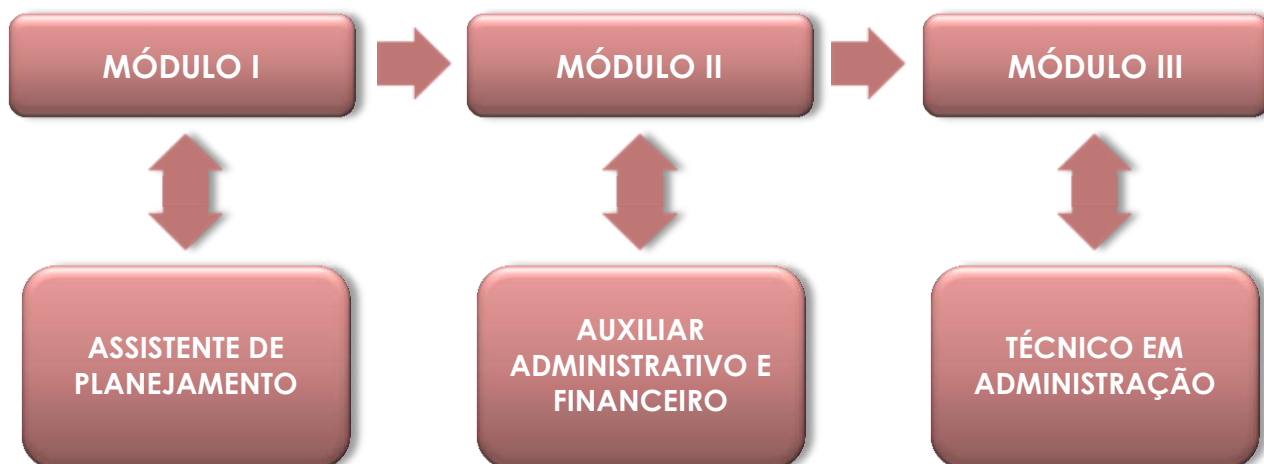 MÓDULO I
MÓDULO II
MÓDULO III
ASSISTENTE DE
PLANEJAMENTO
AUXILIAR
ADMINISTRATIVO E
FINANCEIRO
TÉCNICO EM
ADMINISTRAÇÃO